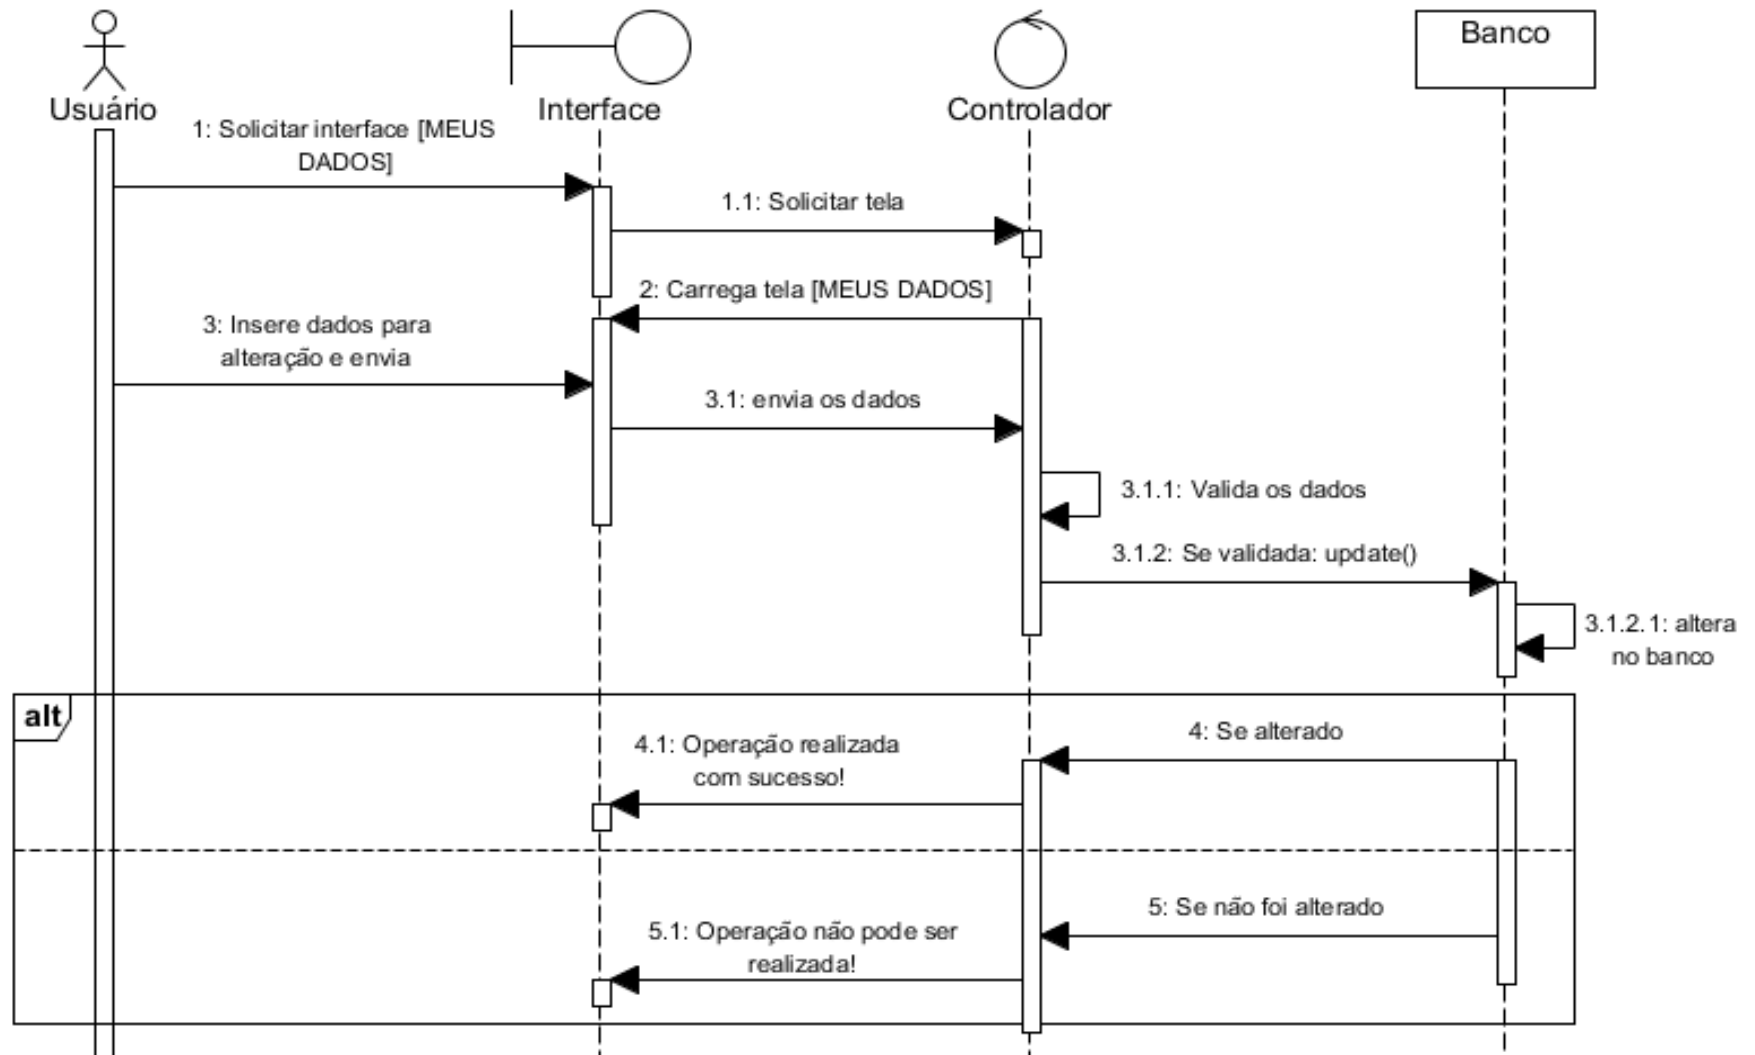 Usuário
Interface
Controlador
Banco
1: Solicitar interface [MEUS
DADOS]
1.1: Solicitar tela
2: Carrega tela [MEUS DADOS]
3: Insere dados para
alteração e envia
3.1: envia os dados
3.1.1: Valida os dados
3.1.2: Se validada: update()
3.1.2.1: altera
no banco
alt
4: Se alterado
4.1: Operação realizada
com sucesso!
5: Se não foi alterado
5.1: Operação não pode ser
realizada!